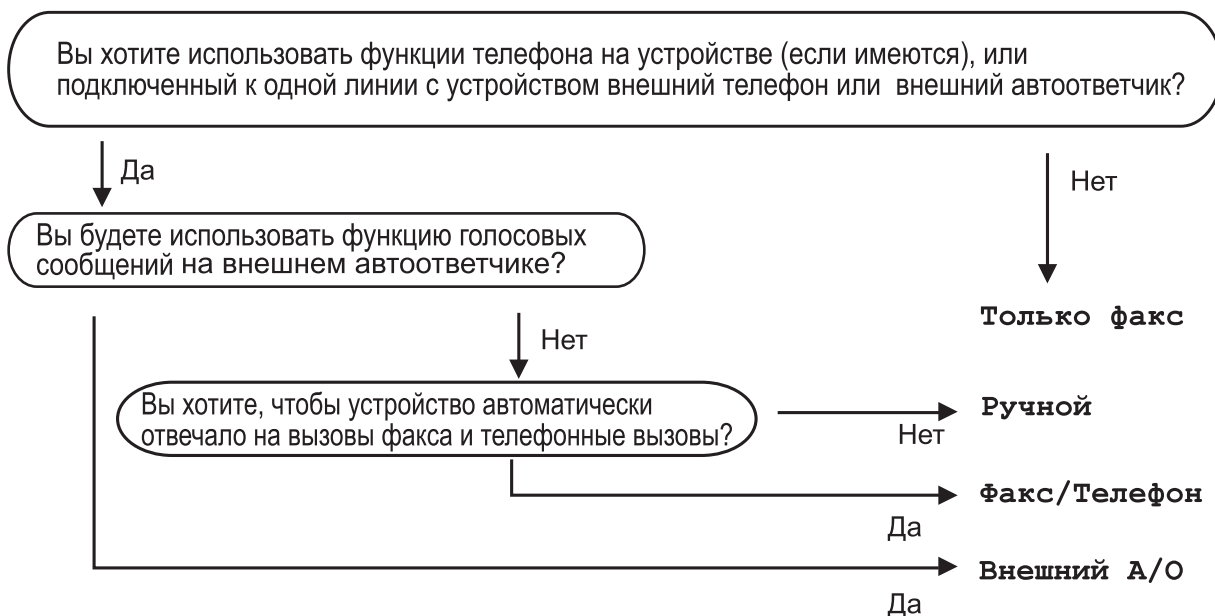 Вы хотите использовать функции телефона на устройстве (если имеются), или
подключенный к одной линии с устройством внешний телефон или внешний автоответчик?
Да
Нет
Вы будете использовать функцию голосовых
сообщений на внешнем автоответчике?
Только факс
Нет
Вы хотите, чтобы устройство автоматически
отвечало на вызовы факса и телефонные вызовы?
Ручной
Нет
Факс/Телефон
Да
Внешний А/О
Да